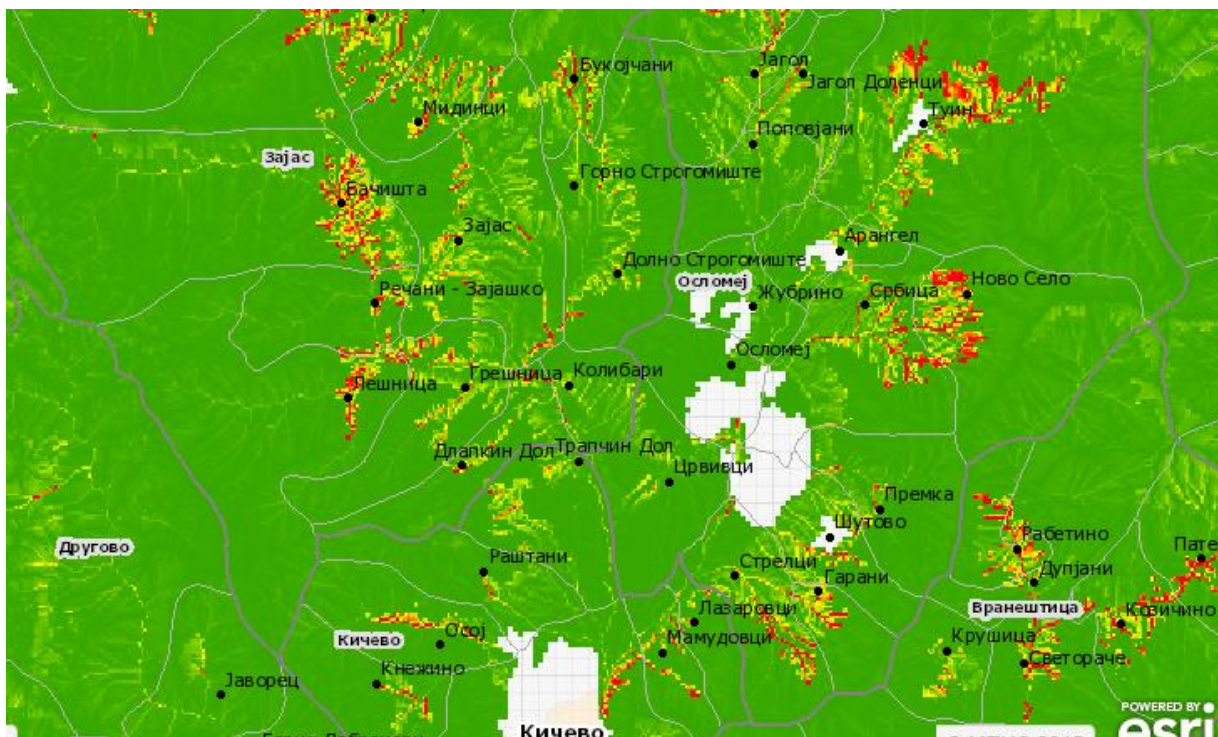 Букојчани
Јагол
Јагол Доленци
Мидинци
Туин
Поповјани
Зајас
Горно Строгомиште
Бачишта
Зајас
Арангел
Долно Строгомиште
Осломеј
Ново Село
Речани - Зајашко
Жубрино
Србица
Осломеј
Лешница
Грешница
Колибари
Длапкин Дол
Трапчин Дол
Црвивци
Премка
Шутово
Другово
Рабетино
Пате
Раштани
Стрелци
Дупјани
Гарани
Лазаровци
Вранештица
Козичино
Кичево
Осој
Мамудовци
Крушица
Светораче
Кнежино
Јаворец
POWERED BY
esri
Кичево